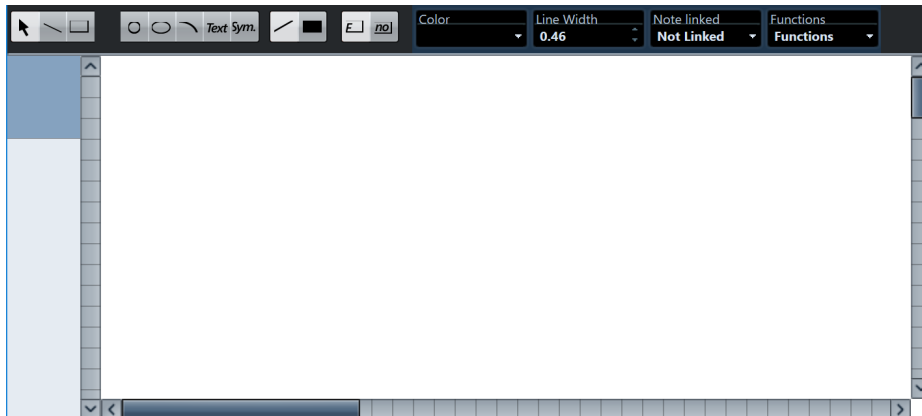 Text
Sym.
E
no!
Color
Line Width
0.46
Note linked
Not Linked
Functions
Functions